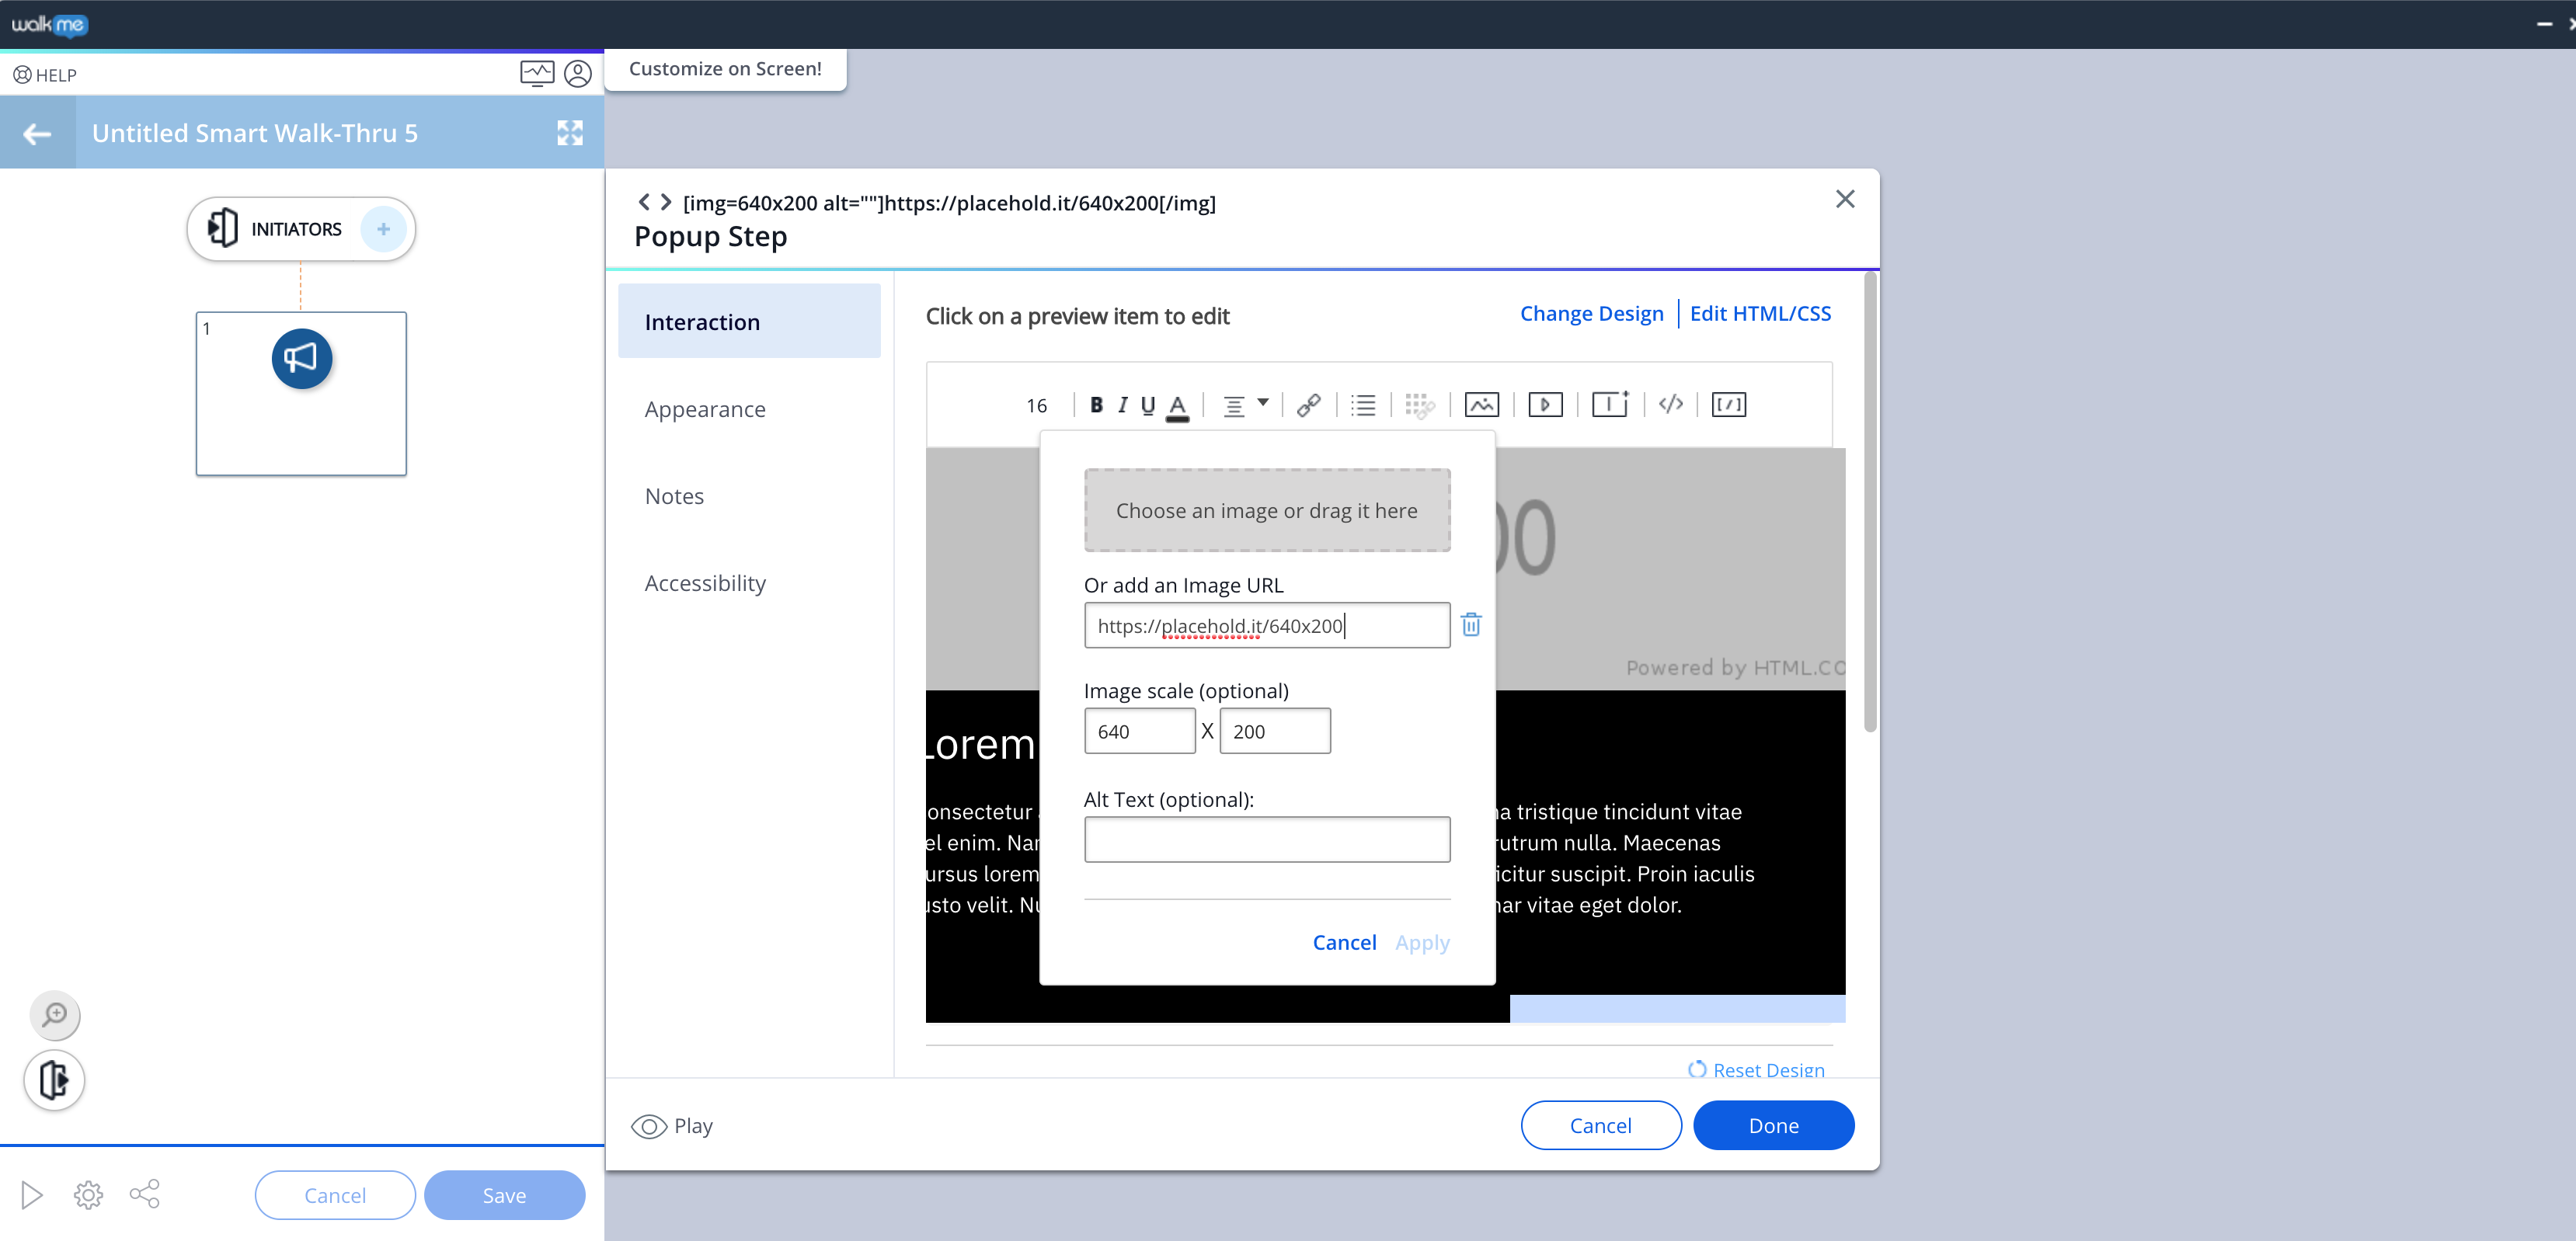 walkme
HELP
Customize on Screen!
Untitled Smart Walk-Thru 5
INITIATORS +
1
[img=640x200 alt=""]https://placehold.it/640x200[/img]
Popup Step
Interaction
Appearance
Notes
Accessibility
Click on a preview item to edit
Change Design | Edit HTML/CSS
16 B I U A
Choose an image or drag it here
Or add an Image URL
https://placehold.it/640x200
Image scale (optional)
640 X 200
Alt Text (optional):
Cancel Apply
00
Powered by HTML.CO
Lorem
onsectetur a tristique tincidunt vitae
el enim. Nar rutrum nulla. Maecenas
ursus lorem icitur suscipit. Proin iaculis
usto velit. Nu nar vitae eget dolor.
Reset Design
Play
Cancel Done
Cancel Save